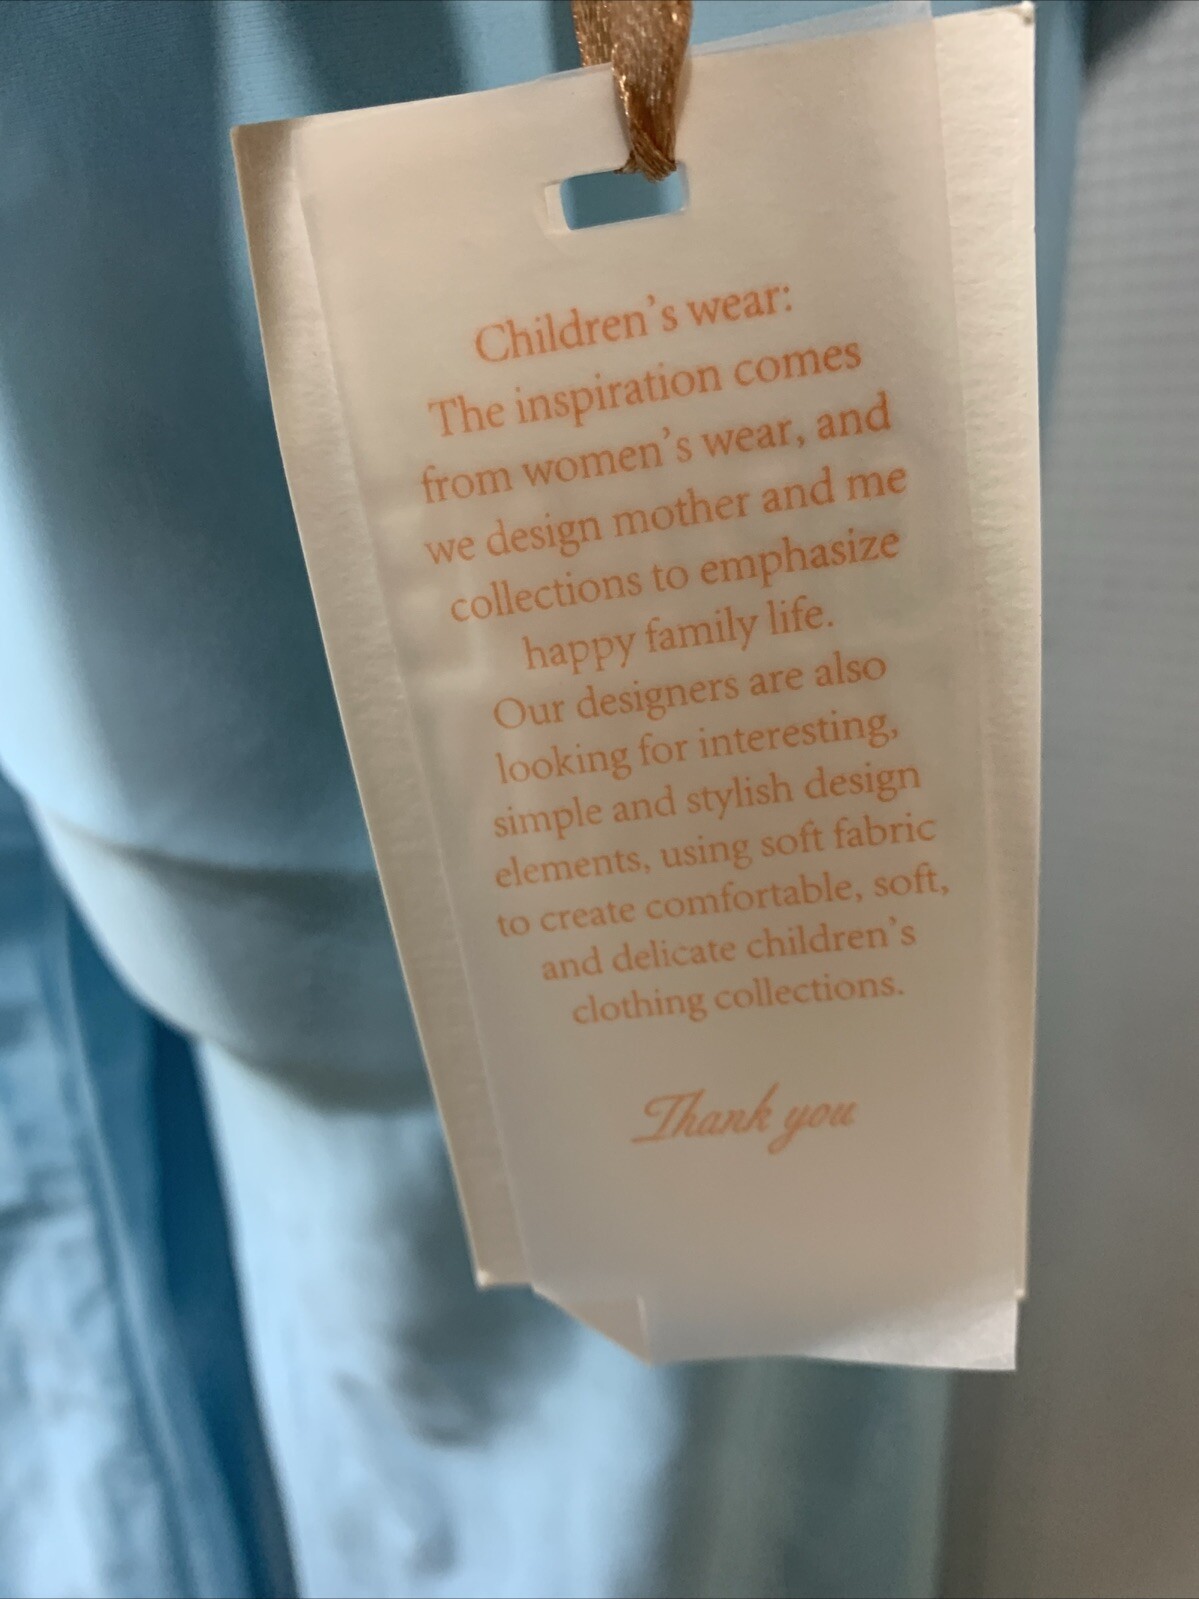 Children's wear:
The inspiration comes
from women's wear, and
we design mother and me
collections to emphasize
happy family life.
Our designers are also
looking for interesting,
simple and stylish design
elements, using soft fabric
to create comfortable, soft,
and delicate children's
clothing collections.
Thank you